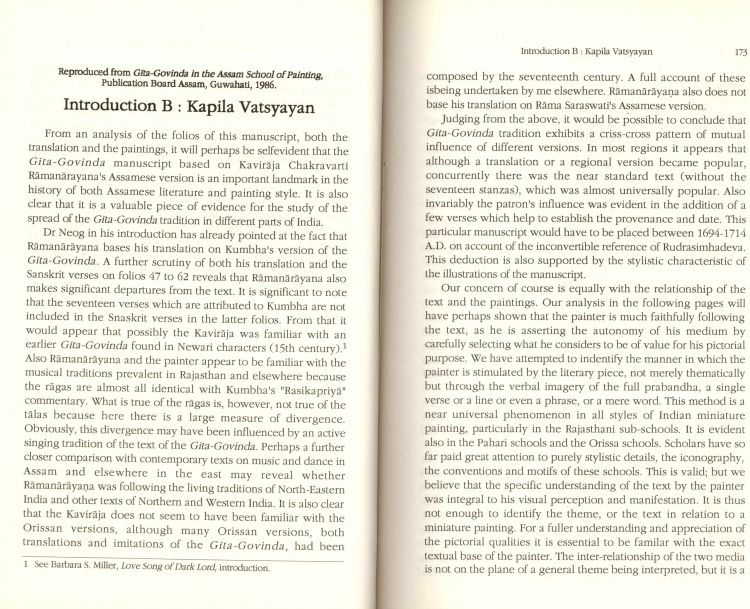 Reproduced from Gīta-Govinda in the Assam School of Painting,
Publication Board Assam, Guwahati, 1986.
Introduction B : Kapila Vatsyayan
From an analysis of the folios of this manuscript, both the
translation and the paintings, it will perhaps be selfevident that the
Gīta-Govinda manuscript based on Kavirāja Chakravartī
Rāmanārāyana's Assamese version is an important landmark in the
history of both Assamese literature and painting style. It is also
clear that it is a valuable piece of evidence for the study of the
spread of the Gīta-Govinda tradition in different parts of India.
Dr Neog in his introduction has already pointed at the fact that
Rāmanārāyana bases his translation on Kumbha's version of the
Gīta-Govinda. A further scrutiny of both his translation and the
Sanskrit verses on folios 47 to 62 reveals that Rāmanārāyana also
makes significant departures from the text. It is significant to note
that the seventeen verses which are attributed to Kumbha are not
included in the Snaskrit verses in the latter folios. From that it
would appear that possibly the Kavirāja was familiar with an
earlier Gīta-Govinda found in Newari characters (15th century).1
Also Rāmanārāyana and the painter appear to be familiar with the
musical traditions prevalent in Rajasthan and elsewhere because
the rāgas are almost all identical with Kumbha's "Rasikapriyā"
commentary. What is true of the rāgas is, however, not true of the
tālas because here there is a large measure of divergence.
Obviously, this divergence may have been influenced by an active
singing tradition of the text of the Gīta-Govinda. Perhaps a further
closer comparison with contemporary texts on music and dance in
Assam and elsewhere in the east may reveal whether
Rāmanārāyaṇa was following the living traditions of North-Eastern
India and other texts of Northern and Western India. It is also clear
that the Kavirāja does not seem to have been familiar with the
Orissan versions, although many Orissan versions, both
translations and imitations of the Gīta-Govinda, had been
1 See Barbara S. Miller, Love Song of Dark Lord, introduction.
Introduction B : Kapila Vatsyayan 173
composed by the seventeenth century. A full account of these
isbeing undertaken by me elsewhere. Rāmanārāyaṇa also does not
base his translation on Rāma Saraswati's Assamese version.
Judging from the above, it would be possible to conclude that
Gīta-Govinda tradition exhibits a criss-cross pattern of mutual
influence of different versions. In most regions it appears that
although a translation or a regional version became popular,
concurrently there was the near standard text (without the
seventeen stanzas), which was almost universally popular. Also
invariably the patron's influence was evident in the addition of a
few verses which help to establish the provenance and date. This
particular manuscript would have to be placed between 1694-1714
A.D. on account of the inconvertible reference of Rudrasimhadeva.
This deduction is also supported by the stylistic characteristic of
the illustrations of the manuscript.
Our concern of course is equally with the relationship of the
text and the paintings. Our analysis in the following pages will
have perhaps shown that the painter is much faithfully following
the text, as he is asserting the autonomy of his medium by
carefully selecting what he considers to be of value for his pictorial
purpose. We have attempted to indentify the manner in which the
painter is stimulated by the literary piece, not merely thematically
but through the verbal imagery of the full prabandha, a single
verse or a line or even a phrase, or a mere word. This method is a
near universal phenomenon in all styles of Indian miniature
painting, particularly in the Rajasthani sub-schools. It is evident
also in the Pahari schools and the Orissa schools. Scholars have so
far paid great attention to purely stylistic details, the iconography,
the conventions and motifs of these schools. This is valid; but we
believe that the specific understanding of the text by the painter
was integral to his visual perception and manifestation. It is thus
not enough to identify the theme, or the text in relation to a
miniature painting. For a fuller understanding and appreciation of
the pictorial qualities it is essential to be familar with the exact
textual base of the painter. The inter-relationship of the two media
is not on the plane of a general theme being interpreted, but it is a